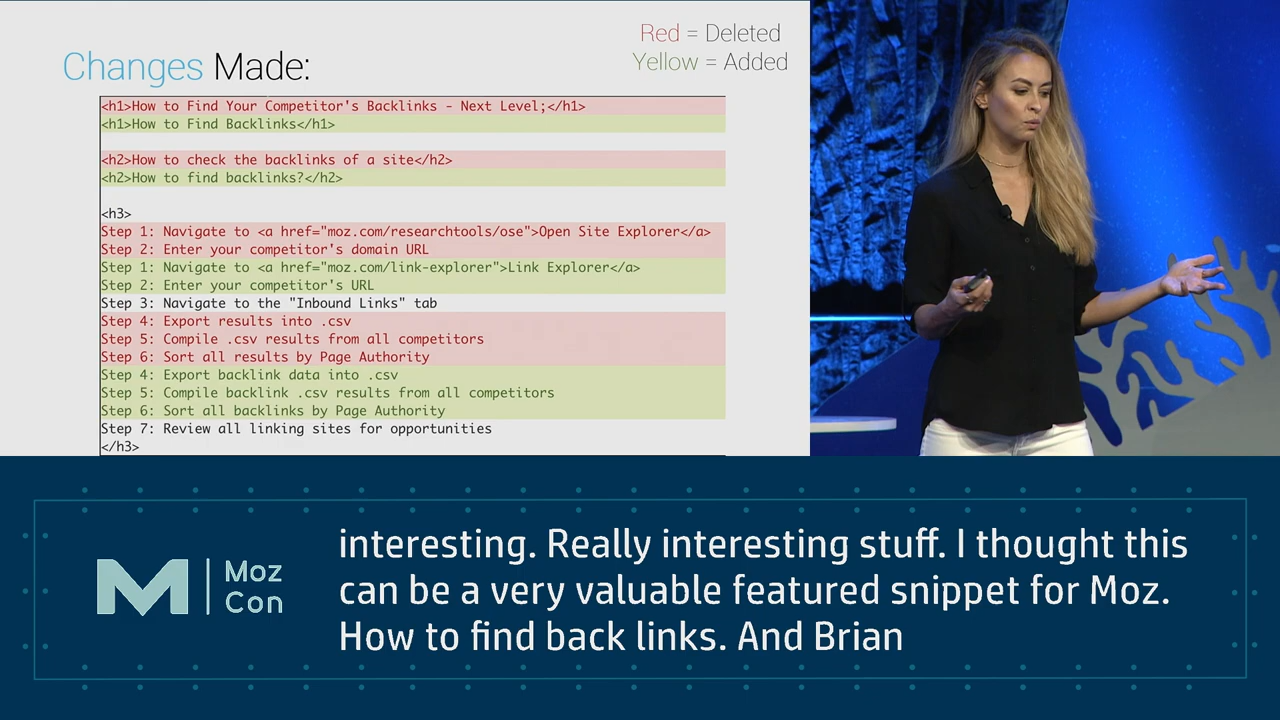 Changes Made:
Red = Deleted
Yellow = Added
<h1>How to Find Your Competitor's Backlinks - Next Level;</h1>
<h1>How to Find Backlinks</h1>
<h2>How to check the backlinks of a site</h2>
<h2>How to find backlinks?</h2>
<h3>
Step 1: Navigate to <a href="moz.com/researchtools/ose">Open Site Explorer</a>
Step 2: Enter your competitor's domain URL
Step 1: Navigate to <a href="moz.com/link-explorer">Link Explorer</a>
Step 2: Enter your competitor's URL
Step 3: Navigate to the "Inbound Links" tab
Step 4: Export results into .csv
Step 5: Compile .csv results from all competitors
Step 6: Sort all results by Page Authority
Step 4: Export backlink data into .csv
Step 5: Compile backlink .csv results from all competitors
Step 6: Sort all backlinks by Page Authority
Step 7: Review all linking sites for opportunities
</h3>
M
Moz
Con
interesting. Really interesting stuff. I thought this
can be a very valuable featured snippet for Moz.
How to find back links. And Brian